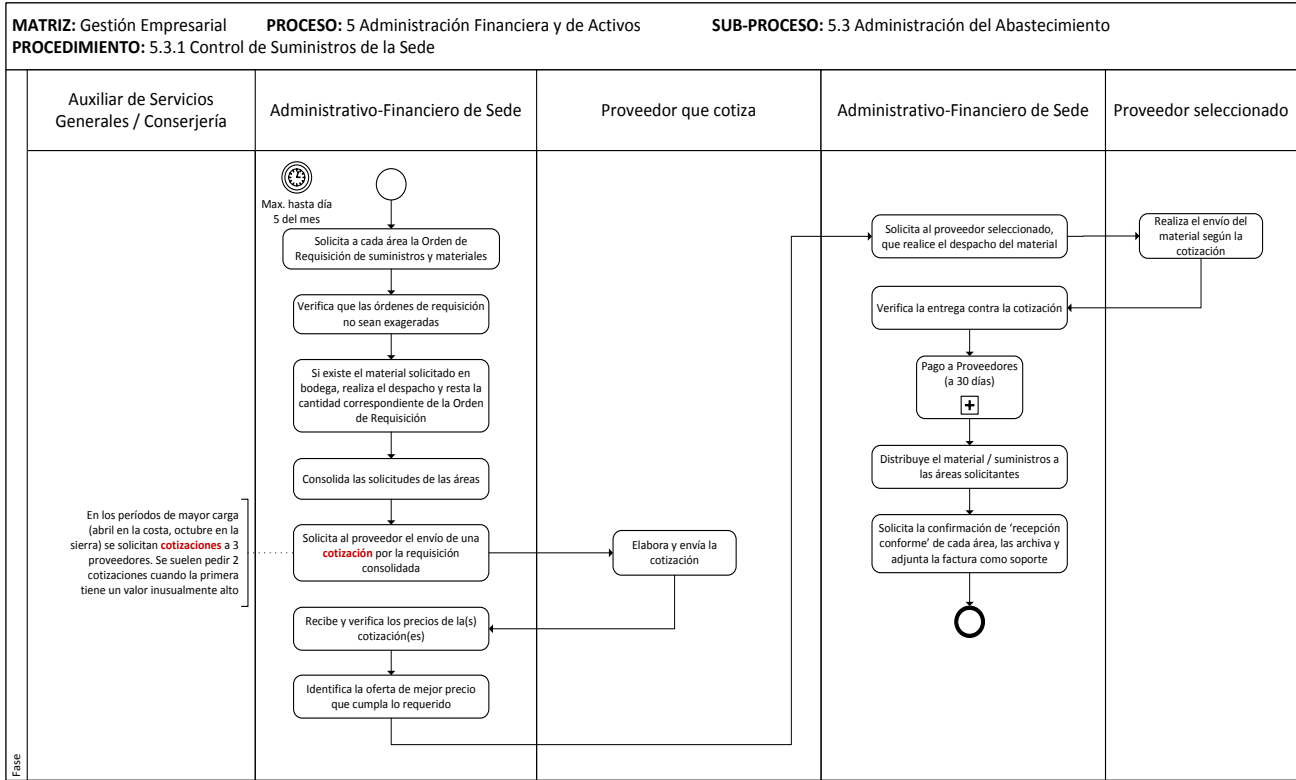 MATRIZ: Gestión Empresarial PROCESO: 5 Administración Financiera y de Activos SUB-PROCESO: 5.3 Administración del Abastecimiento
PROCEDIMIENTO: 5.3.1 Control de Suministros de la Sede
Auxiliar de Servicios
Generales / Conserjería
Administrativo-Financiero de Sede
Proveedor que cotiza
Administrativo-Financiero de Sede
Proveedor seleccionado
Max. hasta día
5 del mes
Solicita a cada área la Orden de
Requisición de suministros y materiales
Verifica que las órdenes de requisición
no sean exageradas
Si existe el material solicitado en
bodega, realiza el despacho y resta la
cantidad correspondiente de la Orden
de Requisición
Consolida las solicitudes de las áreas
En los períodos de mayor carga
(abril en la costa, octubre en la
sierra) se solicitan cotizaciones a 3
proveedores. Se suelen pedir 2
cotizaciones cuando la primera
tiene un valor inusualmente alto
Solicita al proveedor el envío de una
cotización por la requisición
consolidada
Elabora y envía la
cotización
Recibe y verifica los precios de la(s)
cotización(es)
Identifica la oferta de mejor precio
que cumpla lo requerido
Solicita al proveedor seleccionado,
que realice el despacho del material
Realiza el envío del
material según la
cotización
Verifica la entrega contra la cotización
Pago a Proveedores
(a 30 días)
Distribuye el material / suministros a
las áreas solicitantes
Solicita la confirmación de ‘recepción
conforme’ de cada área, las archiva y
adjunta la factura como soporte
Fase